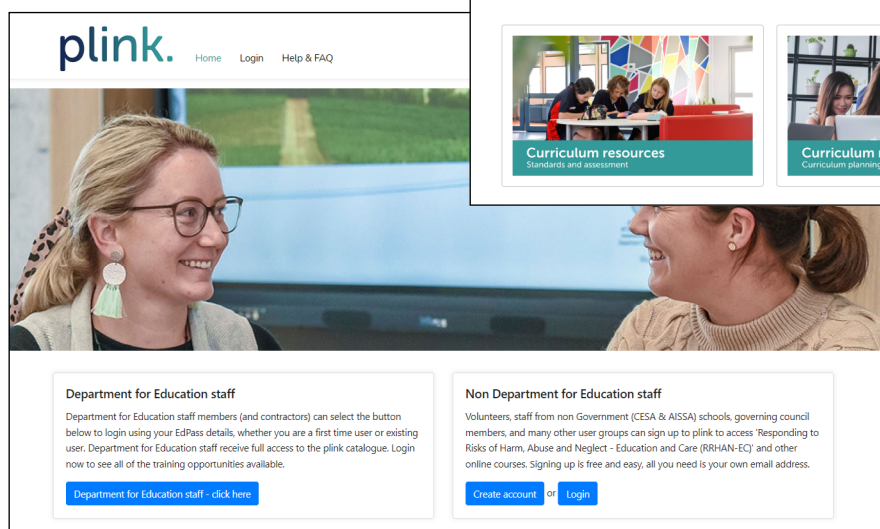 plink.
Home Login Help & FAQ
Curriculum resources
Standards and assessment
Curriculum
Curriculum planning
Department for Education staff
Department for Education staff members (and contractors) can select the button
below to login using your EdPass details, whether you are a first time user or existing
user. Department for Education staff receive full access to the plink catalogue. Login
now to see all of the training opportunities available.
Department for Education staff - click here
Non Department for Education staff
Volunteers, staff from non Government (CESA & AISSA) schools, governing council
members, and many other user groups can sign up to plink to access 'Responding to
Risks of Harm, Abuse and Neglect - Education and Care (RRHAN-EC)' and other
online courses. Signing up is free and easy, all you need is your own email address.
Create account or Login